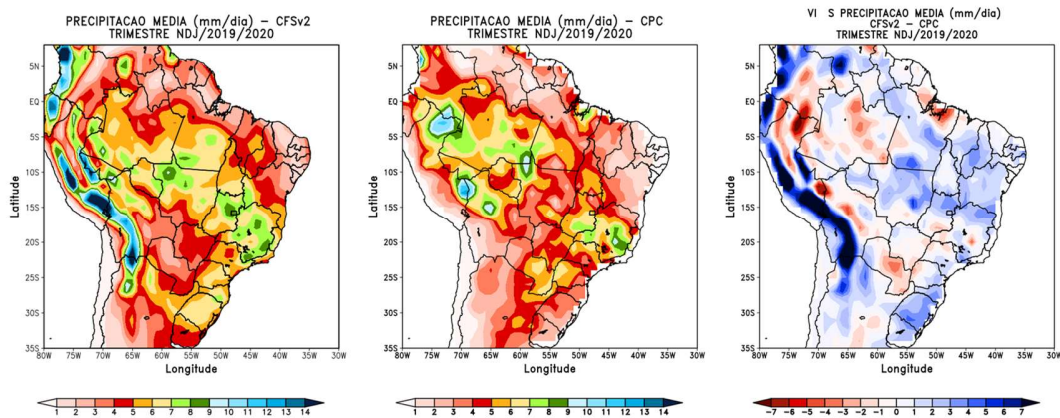 PRECIPITACAO MEDIA (mm/dia) – CFSv2
TRIMESTRE NDJ/2019/2020
5N
EQ
5S
10S
15S
20S
25S
30S
35S
Latitude
80W 75W 70W 65W 60W 55W 50W 45W 40W 35W 30W
Longitude
1 2 3 4 5 6 7 8 9 10 11 12 13 14
PRECIPITACAO MEDIA (mm/dia) – CPC
TRIMESTRE NDJ/2019/2020
5N
EQ
5S
10S
15S
20S
25S
30S
35S
Latitude
80W 75W 70W 65W 60W 55W 50W 45W 40W 35W 30W
Longitude
1 2 3 4 5 6 7 8 9 10 11 12 13 14
VI S PRECIPITACAO MEDIA (mm/dia)
CFSv2 – CPC
TRIMESTRE NDJ/2019/2020
5N
EQ
5S
10S
15S
20S
25S
30S
35S
Latitude
80W 75W 70W 65W 60W 55W 50W 45W 40W 35W 30W
Longitude
−7 −6 −5 −4 −3 −2 −1 0 1 2 3 4 5 6 7